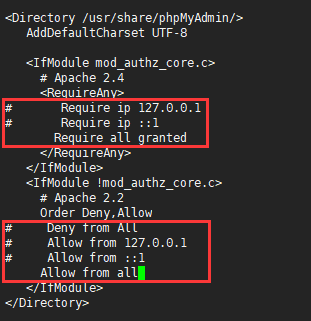 <Directory /usr/share/phpMyAdmin/>
   AddDefaultCharset UTF-8

   <IfModule mod_authz_core.c>
     # Apache 2.4
     <RequireAny>
#       Require ip 127.0.0.1
#       Require ip ::1
       Require all granted
     </RequireAny>
   </IfModule>
   <IfModule !mod_authz_core.c>
     # Apache 2.2
     Order Deny,Allow
#     Deny from All
#     Allow from 127.0.0.1
#     Allow from ::1
     Allow from all
   </IfModule>
</Directory>